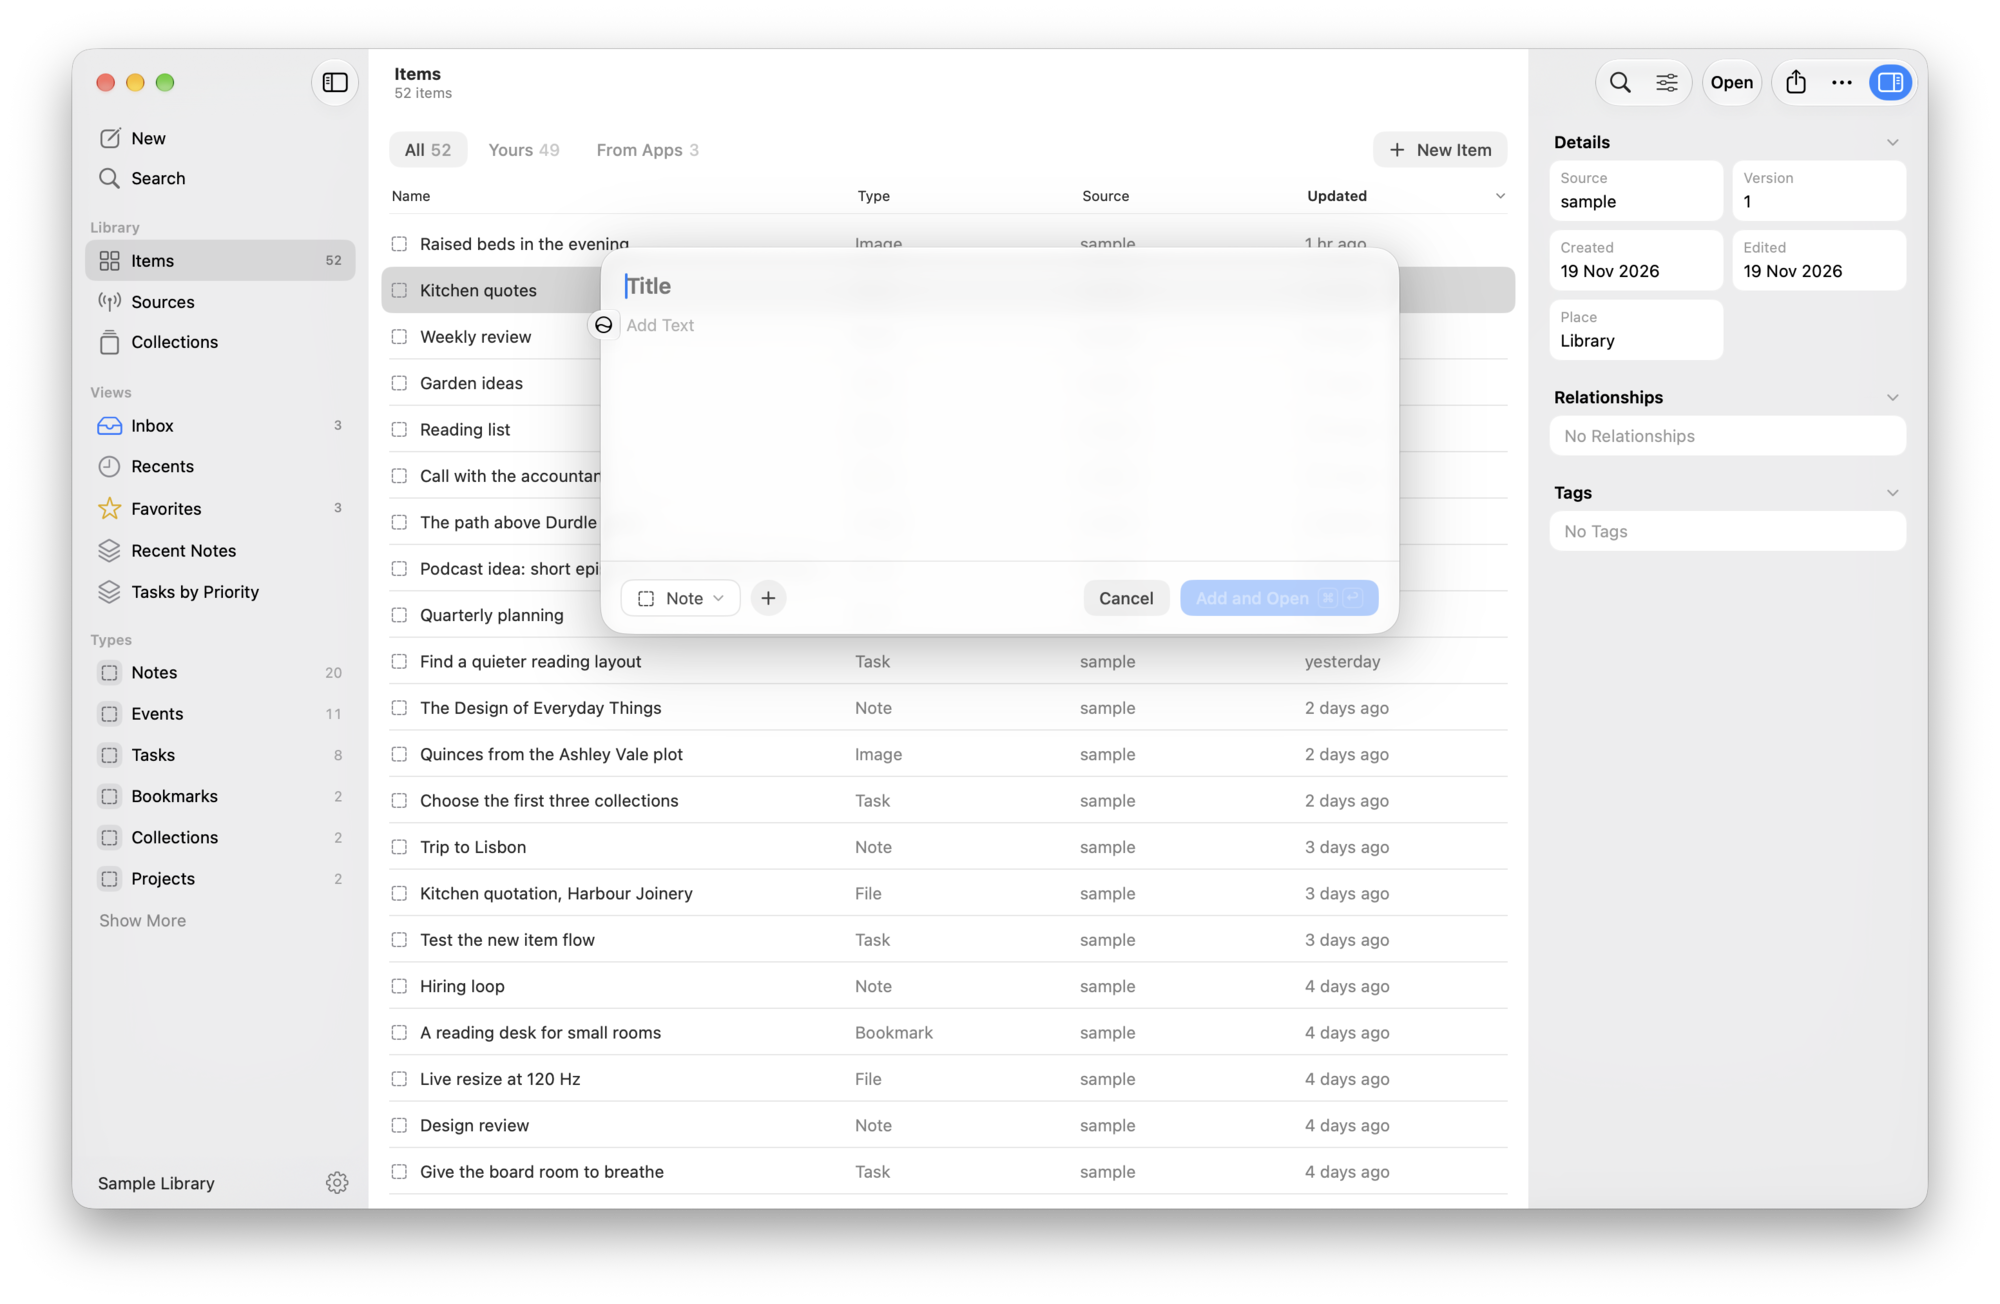 New
Search
Library
Items 52
Sources
Collections
Views
Inbox 3
Recents
Favorites 3
Recent Notes
Tasks by Priority
Types
Notes 20
Events 11
Tasks 8
Bookmarks 2
Collections 2
Projects 2
Show More
Sample Library
Items
52 items
All 52 Yours 49 From Apps 3
New Item
Name Type Source Updated
Raised beds in the evening Image sample 1 hr ago
Kitchen quotes
Weekly review
Garden ideas
Reading list
Call with the accountan
The path above Durdle
Podcast idea: short epi
Quarterly planning
Title
Add Text
Note
Cancel
Add and Open
Find a quieter reading layout Task sample yesterday
The Design of Everyday Things Note sample 2 days ago
Quinces from the Ashley Vale plot Image sample 2 days ago
Choose the first three collections Task sample 2 days ago
Trip to Lisbon Note sample 3 days ago
Kitchen quotation, Harbour Joinery File sample 3 days ago
Test the new item flow Task sample 3 days ago
Hiring loop Note sample 4 days ago
A reading desk for small rooms Bookmark sample 4 days ago
Live resize at 120 Hz File sample 4 days ago
Design review Note sample 4 days ago
Give the board room to breathe Task sample 4 days ago
Open
Details
Source Version
sample 1
Created Edited
19 Nov 2026 19 Nov 2026
Place
Library
Relationships
No Relationships
Tags
No Tags